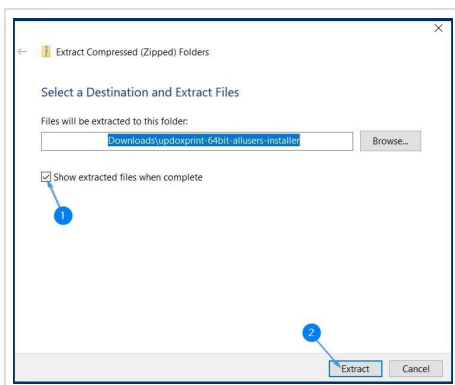 Extract Compressed (Zipped) Folders
Select a Destination and Extract Files
Files will be extracted to this folder:
Downloads\updoxprint-64bit-allusers-installer
Browse...
Show extracted files when complete
1
2
Extract
Cancel